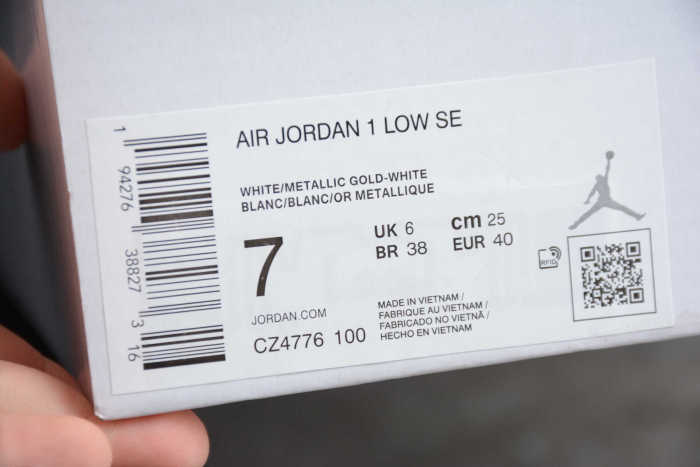 AIR JORDAN 1 LOW SE
WHITE/METALLIC GOLD-WHITE
BLANC/BLANC/OR METALLIQUE
7
UK 6
cm 25
BR 38
EUR 40
RFID
JORDAN.COM
CZ4776 100
MADE IN VIETNAM /
FABRIQUE AU VIETNAM /
FABRICADO NO VIETNÃ /
HECHO EN VIETNAM
1 94276 38827 3 16